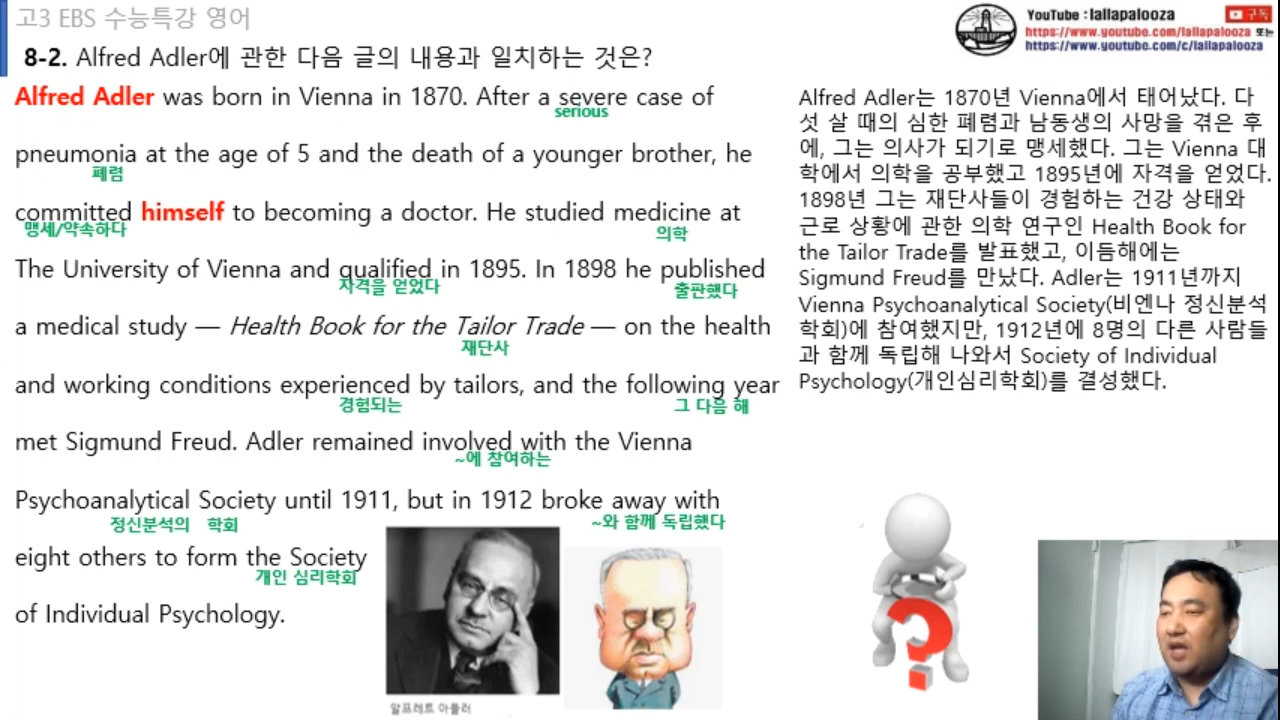 고3 EBS 수능특강 영어
YouTube : lallapalooza
구독
https://www.youtube.com/lallapalooza 또는
https://www.youtube.com/c/lallapalooza
8-2. Alfred Adler에 관한 다음 글의 내용과 일치하는 것은?
Alfred Adler was born in Vienna in 1870. After a severe case of
serious
pneumonia at the age of 5 and the death of a younger brother, he
폐렴
committed himself to becoming a doctor. He studied medicine at
맹세/약속하다
의학
The University of Vienna and qualified in 1895. In 1898 he published
자격을 얻었다
출판했다
a medical study — Health Book for the Tailor Trade — on the health
재단사
and working conditions experienced by tailors, and the following year
경험되는
그 다음 해
met Sigmund Freud. Adler remained involved with the Vienna
~에 참여하는
Psychoanalytical Society until 1911, but in 1912 broke away with
정신분석의 학회
~와 함께 독립했다
eight others to form the Society
개인 심리학회
of Individual Psychology.
알프레트 아들러
Alfred Adler는 1870년 Vienna에서 태어났다. 다
섯 살 때의 심한 폐렴과 남동생의 사망을 겪은 후
에, 그는 의사가 되기로 맹세했다. 그는 Vienna 대
학에서 의학을 공부했고 1895년에 자격을 얻었다.
1898년 그는 재단사들이 경험하는 건강 상태와
근로 상황에 관한 의학 연구인 Health Book for
the Tailor Trade를 발표했고, 이듬해에는
Sigmund Freud를 만났다. Adler는 1911년까지
Vienna Psychoanalytical Society(비엔나 정신분석
학회)에 참여했지만, 1912년에 8명의 다른 사람들
과 함께 독립해 나와서 Society of Individual
Psychology(개인심리학회)를 결성했다.